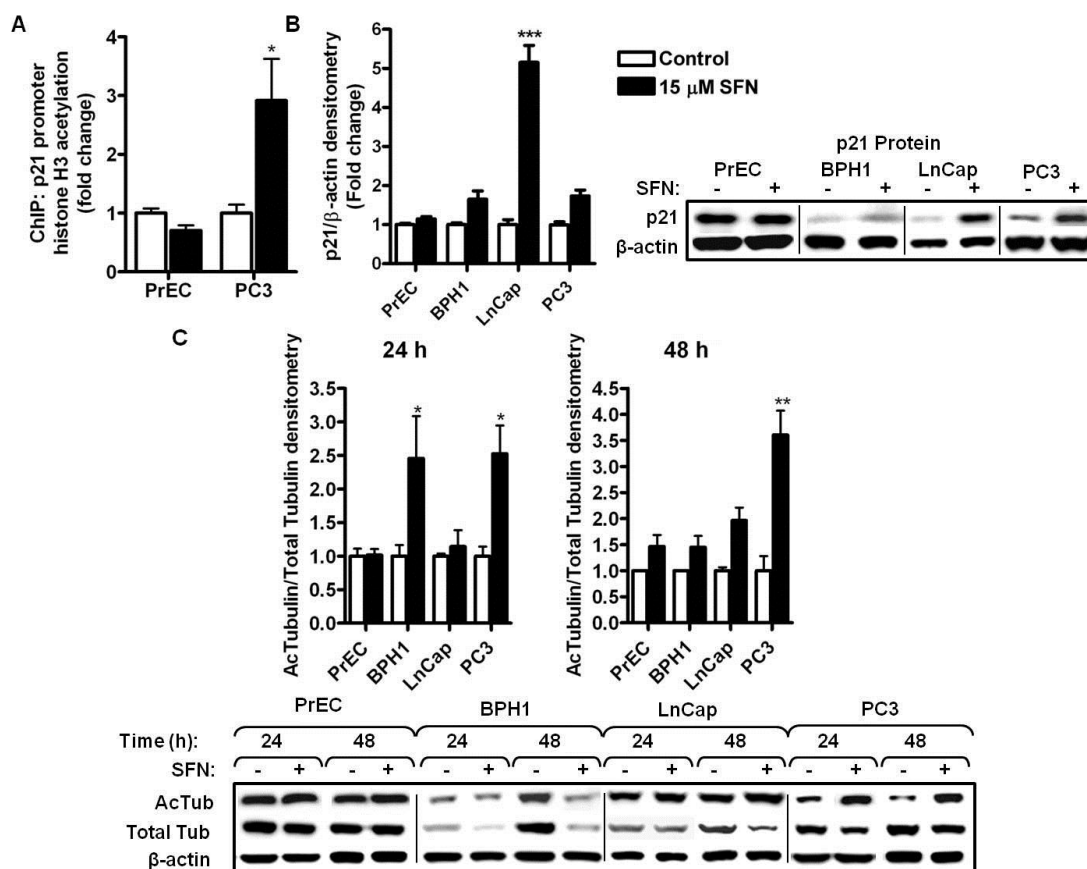 A
ChIP: p21 promoter
histone H3 acetylation
(fold change)
4
3
2
1
0
*
PrEC
PC3
B
p21/β-actin densitometry
(Fold change)
6
5
4
3
2
1
0
***
PrEC
BPH1
LnCap
PC3
Control
15 μM SFN
p21 Protein
PrEC BPH1 LnCap PC3
SFN: - + - + - + - +
p21
β-actin
C
24 h
AcTubulin/Total Tubulin densitometry
3.5
3.0
2.5
2.0
1.5
1.0
0.5
0.0
* *
PrEC
BPH1
LnCap
PC3
48 h
AcTubulin/Total Tubulin densitometry
4.5
4.0
3.5
3.0
2.5
2.0
1.5
1.0
0.5
0.0
**
PrEC
BPH1
LnCap
PC3
PrEC BPH1 LnCap PC3
Time (h): 24 48 24 48 24 48 24 48
SFN: - + - + - + - + - + - + - + - +
AcTub
Total Tub
β-actin